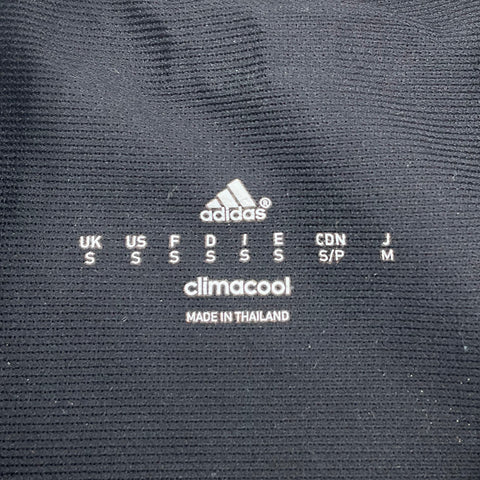 adidas®
UK US F D I E CDN J
S S S S S S S/P M
climacool
MADE IN THAILAND